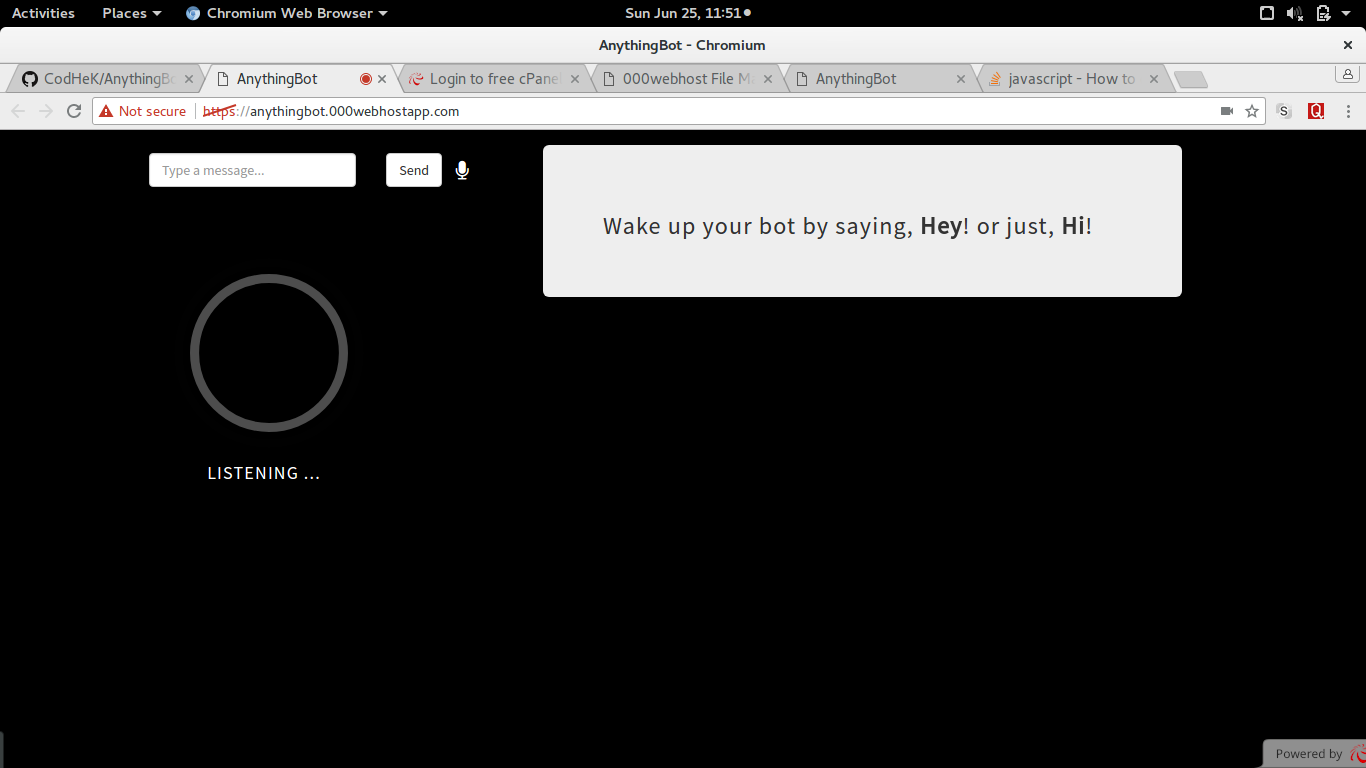 Activities Places Chromium Web Browser Sun Jun 25, 11:51
AnythingBot - Chromium
CodHeK/AnythingBo AnythingBot Login to free cPanel 000webhost File Ma AnythingBot javascript - How to
Not secure https://anythingbot.000webhostapp.com S Q
Type a message... Send
Wake up your bot by saying, Hey! or just, Hi!
LISTENING ...
Powered by